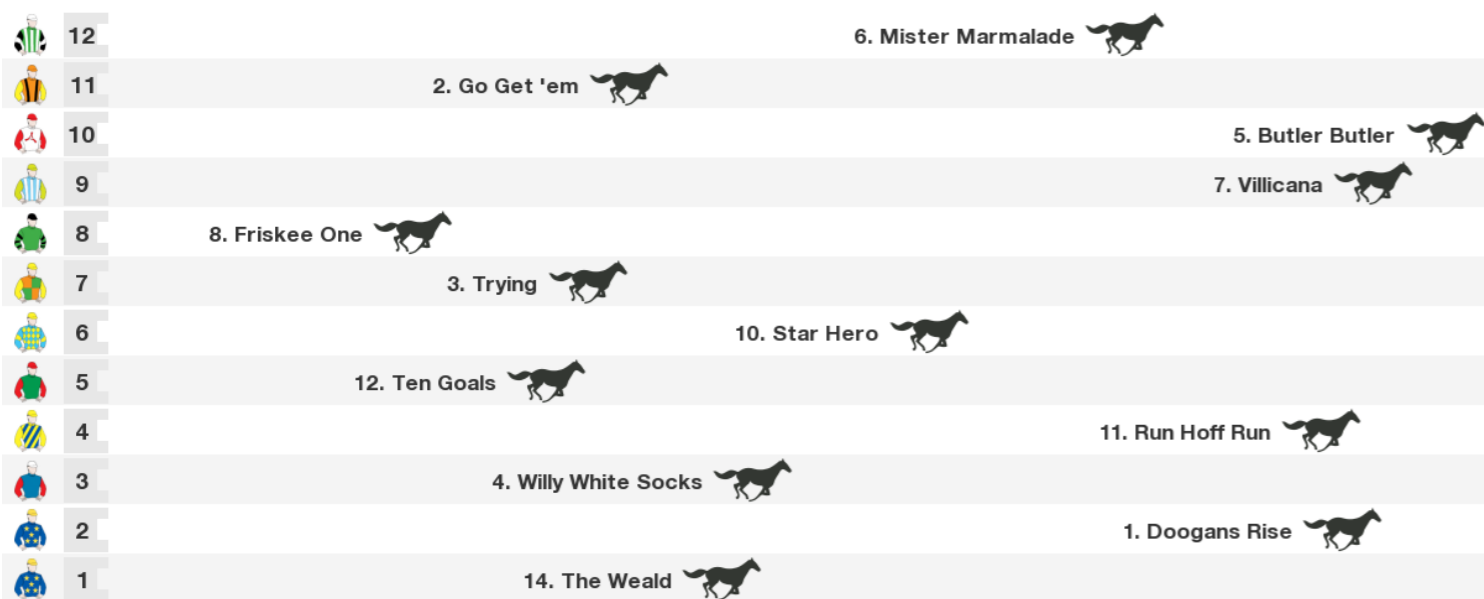 12 6. Mister Marmalade
11 2. Go Get 'em
10 5. Butler Butler
9 7. Villicana
8 8. Friskee One
7 3. Trying
6 10. Star Hero
5 12. Ten Goals
4 11. Run Hoff Run
3 4. Willy White Socks
2 1. Doogans Rise
1 14. The Weald